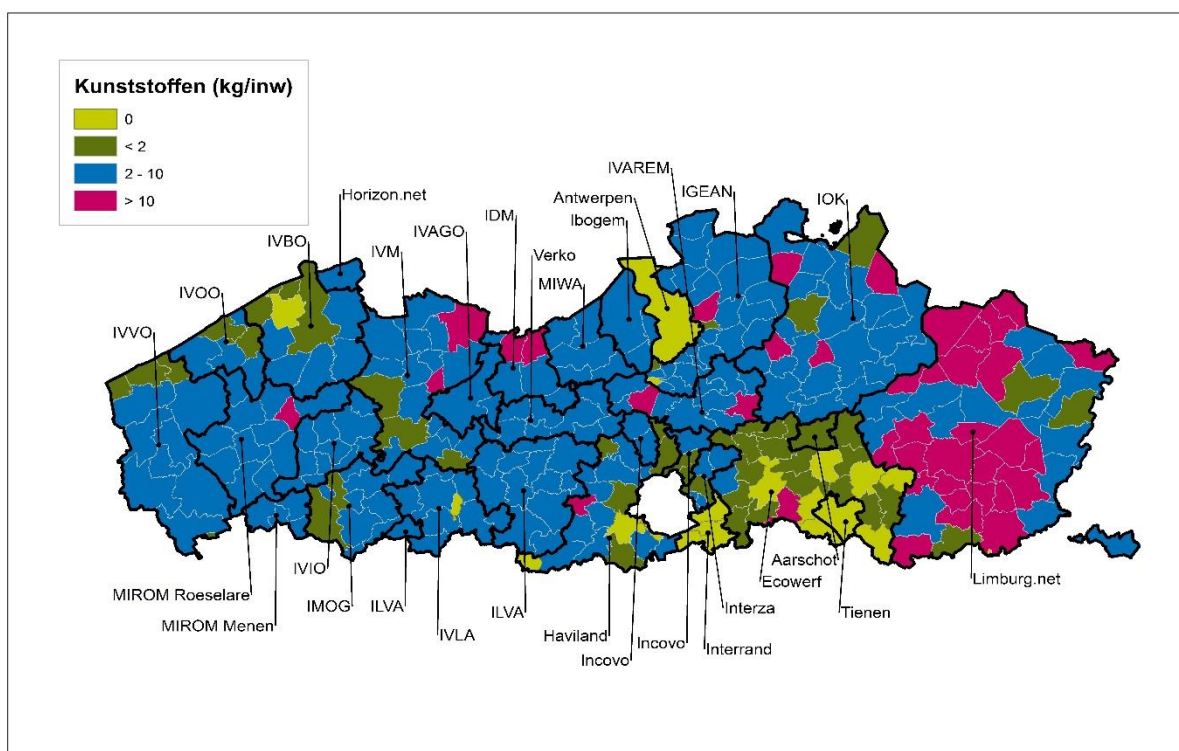 Kunststoffen (kg/inw)
0
< 2
2 - 10
> 10
IVAREM
Horizon.net
Antwerpen
IGEAN
IOK
IDM
Ibogem
IVAGO
IVBO
IVM
Verko
MIWA
IVOO
IVVO
MIROM Roeselare
MIROM Menen
IVIO
IMOG
ILVA
IVLA
ILVA
Haviland
Incovo
Incovo
Interrand
Interza
Aarschot
Ecowerf
Tienen
Limburg.net